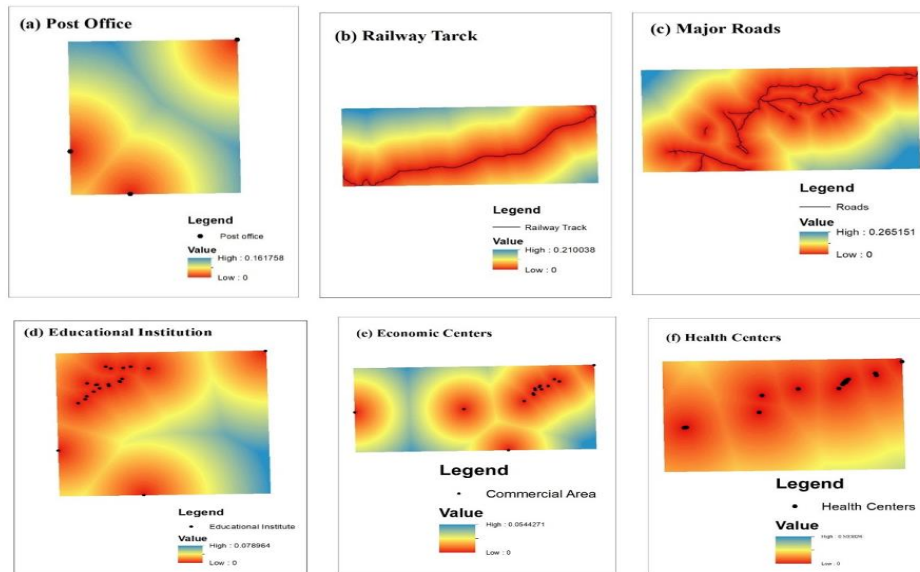 (a) Post Office
Legend
Post office
Value
High : 0.161758
Low : 0
(b) Railway Tarck
Legend
Railway Track
Value
High : 0.210038
Low : 0
(c) Major Roads
Legend
Roads
Value
High : 0.265151
Low : 0
(d) Educational Institution
Legend
Educational Institute
Value
High : 0.078964
Low : 0
(e) Economic Centers
Legend
Commercial Area
Value
High : 0.0544271
Low : 0
(f) Health Centers
Legend
Health Centers
Value
High :
Low : 0